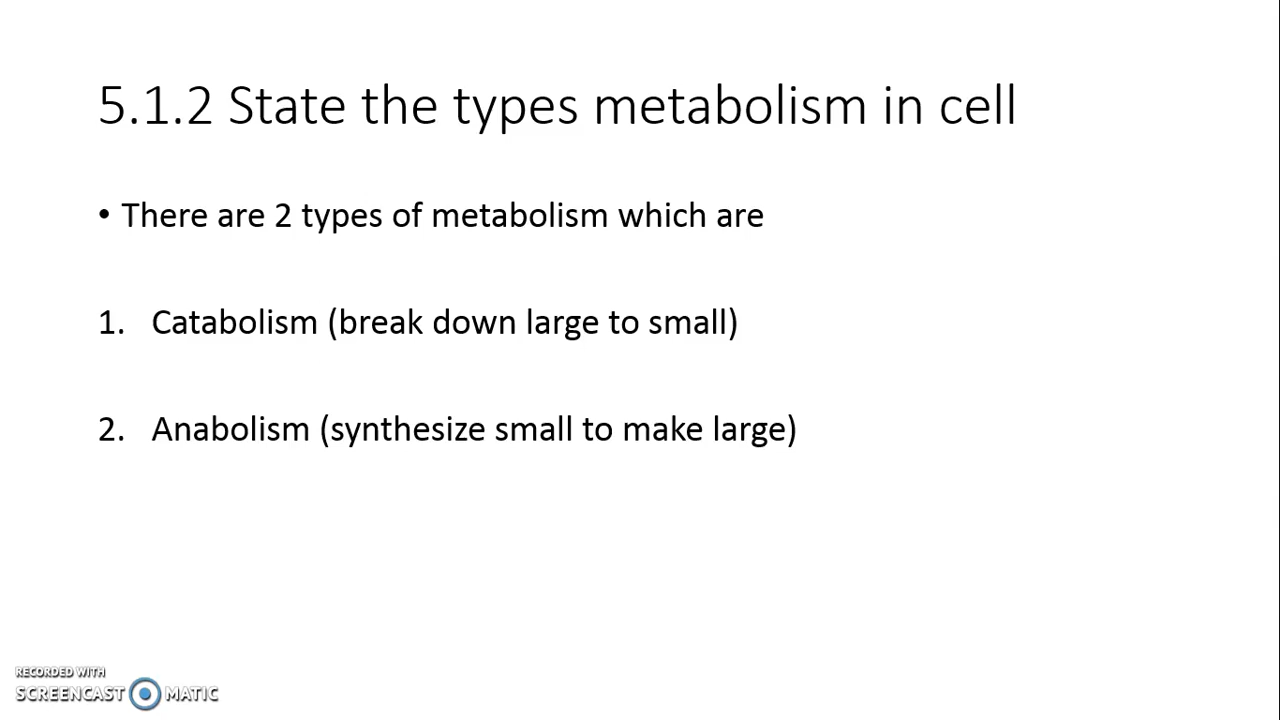 5.1.2 State the types metabolism in cell
• There are 2 types of metabolism which are
1. Catabolism (break down large to small)
2. Anabolism (synthesize small to make large)
RECORDED WITH
SCREENCAST MATIC